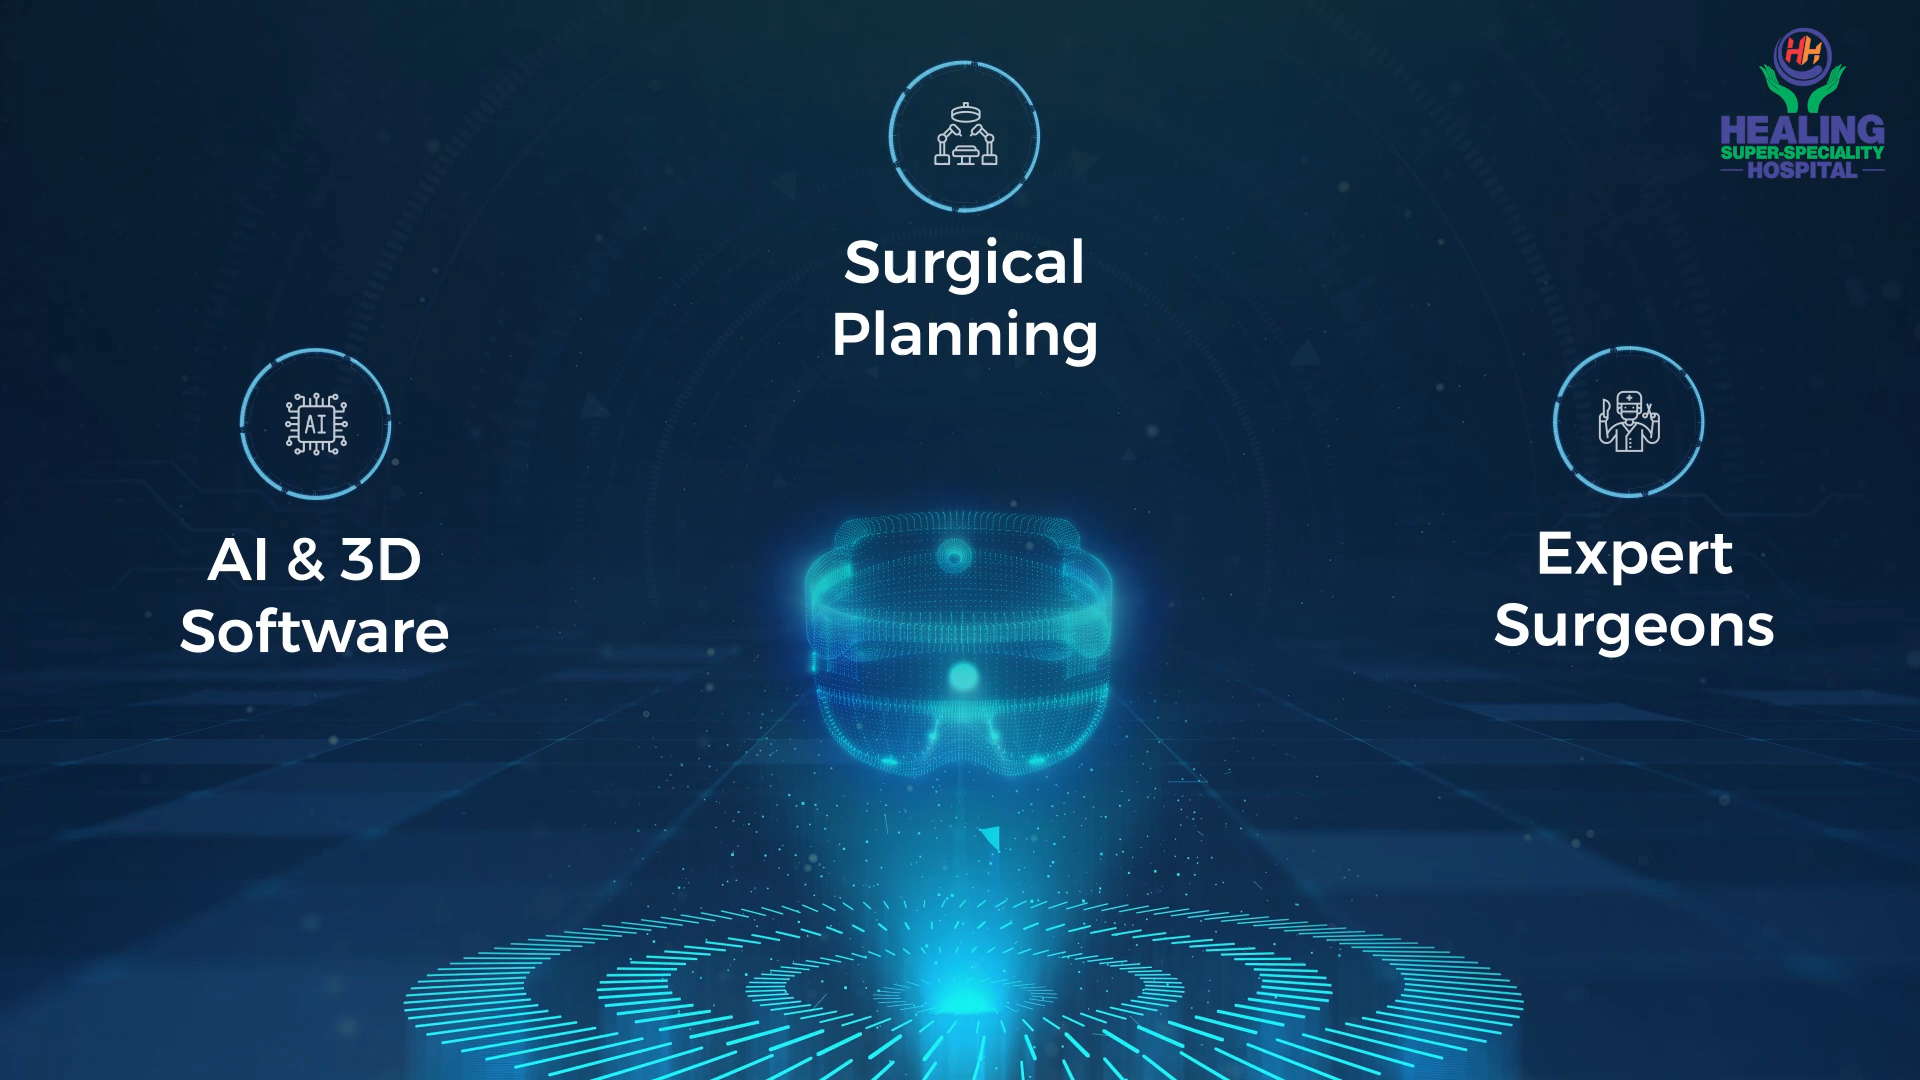 HH
HEALING
SUPER-SPECIALITY
HOSPITAL
Surgical
Planning
AI
AI & 3D
Software
Expert
Surgeons